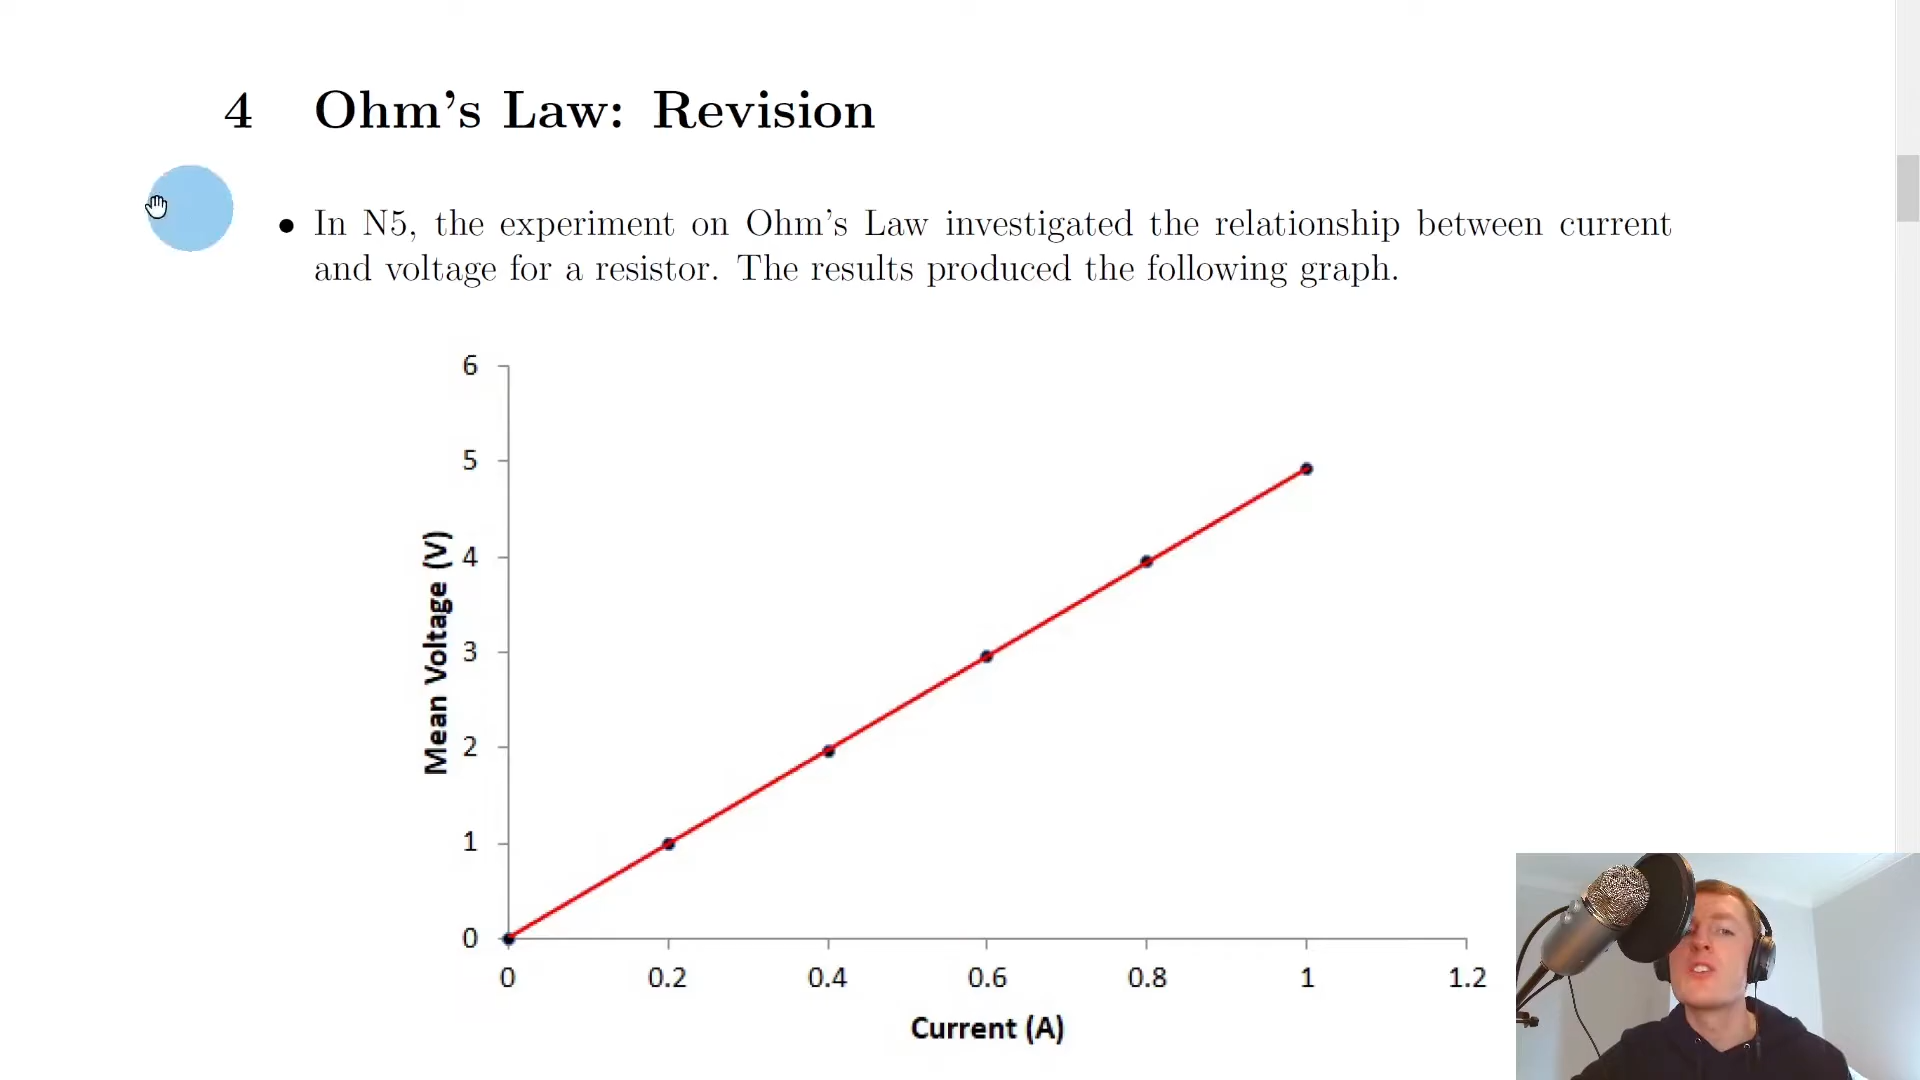 4 Ohm's Law: Revision
• In N5, the experiment on Ohm's Law investigated the relationship between current
and voltage for a resistor. The results produced the following graph.
6
5
4
3
2
1
0
Mean Voltage (V)
0 0.2 0.4 0.6 0.8 1 1.2
Current (A)